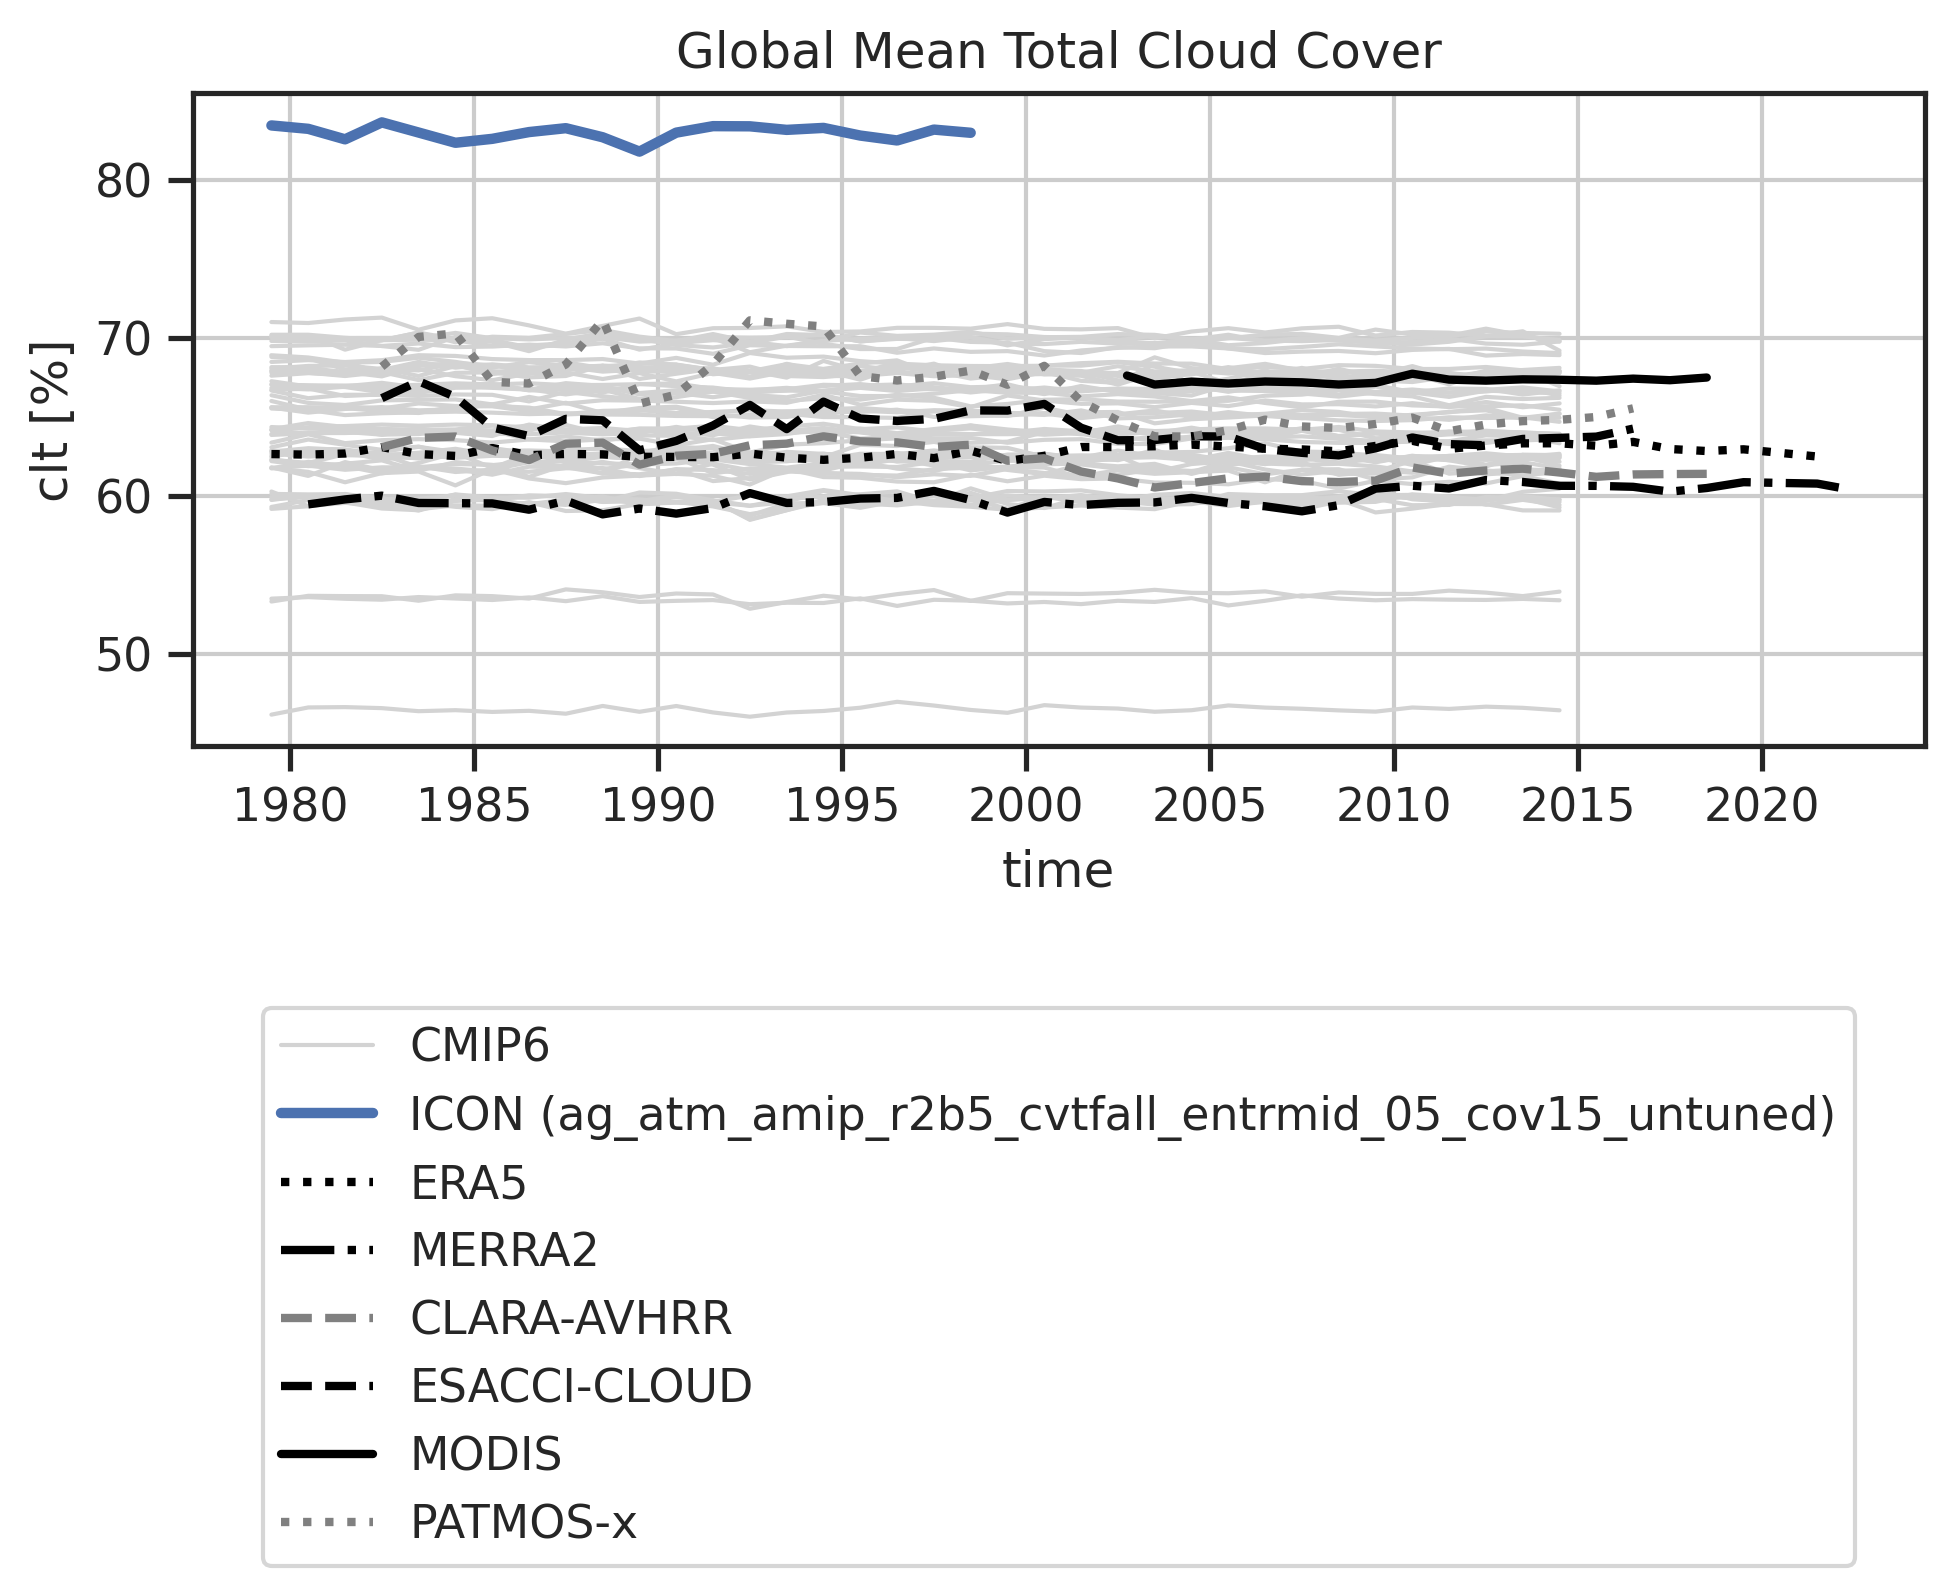 Global Mean Total Cloud Cover
clt [%]
80
70
60
50
1980 1985 1990 1995 2000 2005 2010 2015 2020
time
CMIP6
ICON (ag_atm_amip_r2b5_cvtfall_entrmid_05_cov15_untuned)
ERA5
MERRA2
CLARA-AVHRR
ESACCI-CLOUD
MODIS
PATMOS-x